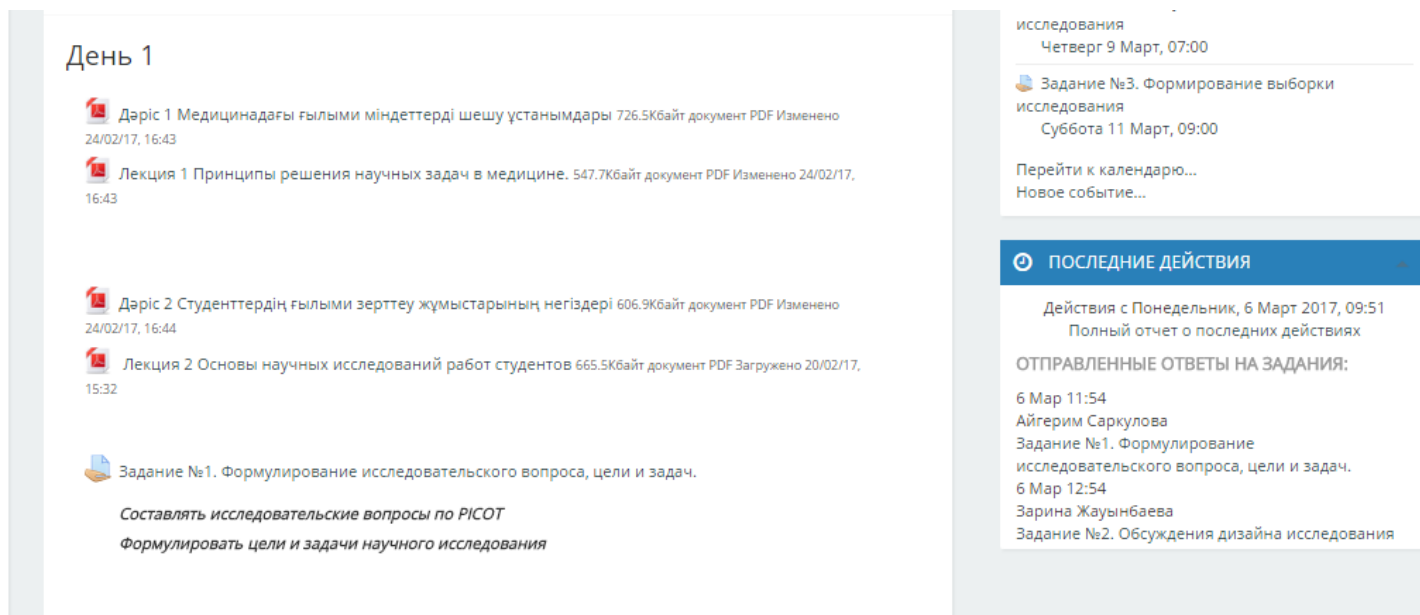 День 1
Дәріс 1 Медицинадағы ғылыми міндеттерді шешу ұстанымдары 726.5Кбайт документ PDF Изменено
24/02/17, 16:43
Лекция 1 Принципы решения научных задач в медицине. 547.7Кбайт документ PDF Изменено 24/02/17,
16:43
Дәріс 2 Студенттердің ғылыми зерттеу жұмыстарының негіздері 606.9Кбайт документ PDF Изменено
24/02/17, 16:44
Лекция 2 Основы научных исследований работ студентов 665.5Кбайт документ PDF Загружено 20/02/17,
15:32
Задание №1. Формулирование исследовательского вопроса, цели и задач.
Составлять исследовательские вопросы по PICOT
Формулировать цели и задачи научного исследования
исследования
Четверг 9 Март, 07:00
Задание №3. Формирование выборки
исследования
Суббота 11 Март, 09:00
Перейти к календарю...
Новое событие...
ПОСЛЕДНИЕ ДЕЙСТВИЯ
Действия с Понедельник, 6 Март 2017, 09:51
Полный отчет о последних действиях
ОТПРАВЛЕННЫЕ ОТВЕТЫ НА ЗАДАНИЯ:
6 Мар 11:54
Айгерим Саркулова
Задание №1. Формулирование
исследовательского вопроса, цели и задач.
6 Мар 12:54
Зарина Жауынбаева
Задание №2. Обсуждения дизайна исследования